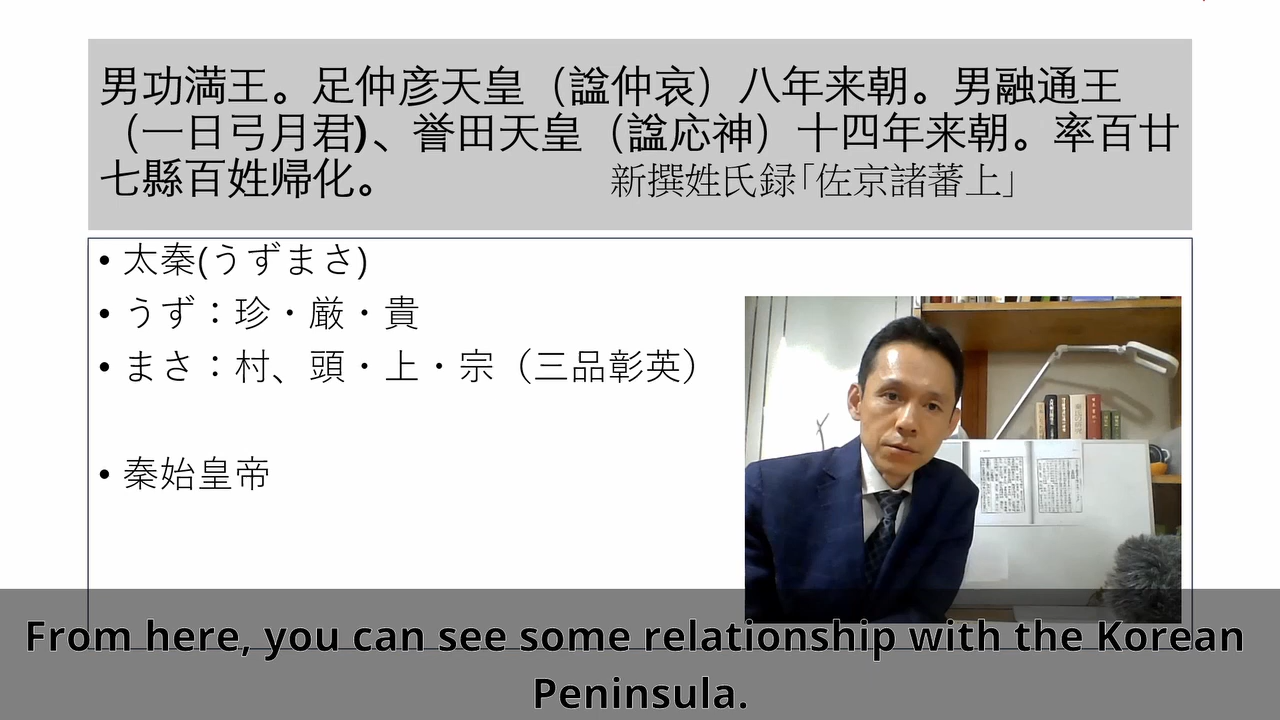 男功満王。足仲彦天皇（諡仲哀）八年来朝。男融通王
（一日弓月君)、誉田天皇（諡応神）十四年来朝。率百廿
七縣百姓帰化。 新撰姓氏録｢佐京諸蕃上｣
• 太秦(うずまさ)
• うず：珍・厳・貴
• まさ：村、頭・上・宗（三品彰英）
• 秦始皇帝
From here, you can see some relationship with the Korean
Peninsula.